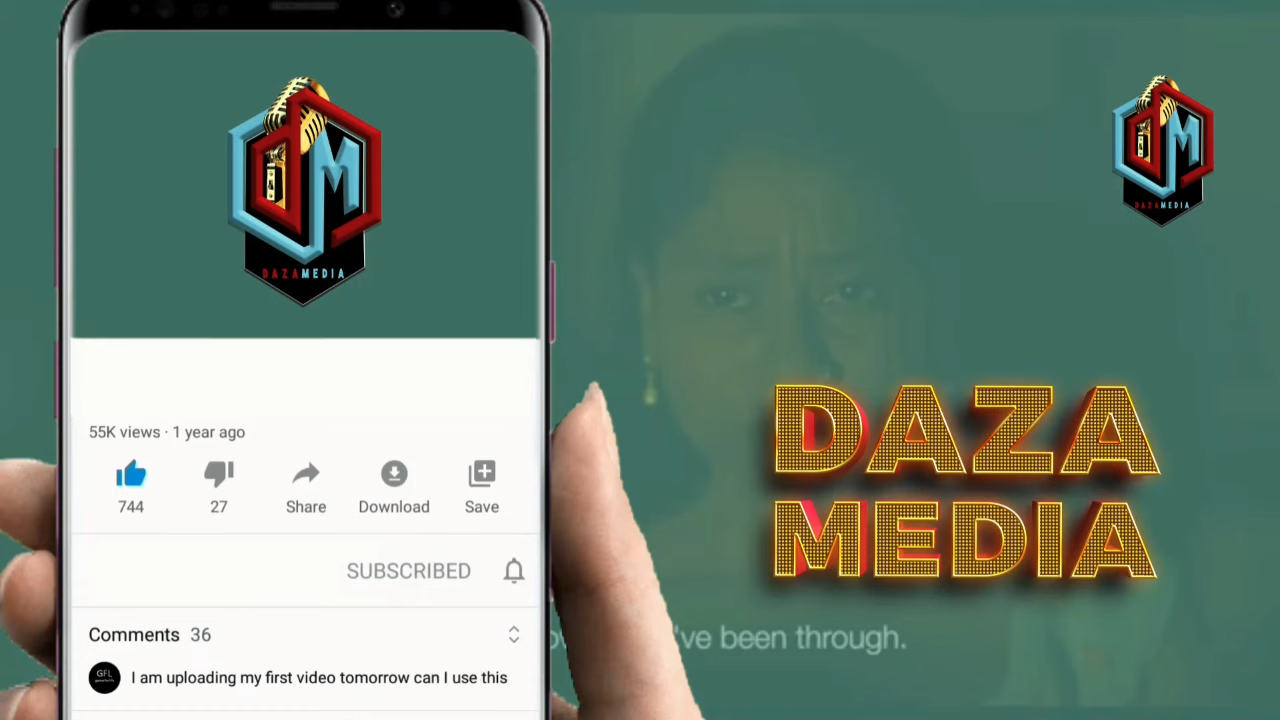 DAZAMEDIA
55K views · 1 year ago
744
27
Share
Download
Save
SUBSCRIBED
Comments 36
GFL
I am uploading my first video tomorrow can I use this
DAZAMEDIA
DAZA
MEDIA
've been through.